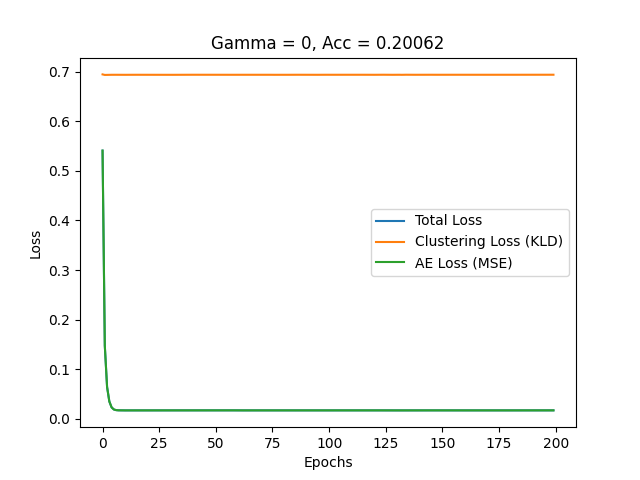 Gamma = 0, Acc = 0.20062
Loss
0.7
0.6
0.5
0.4
0.3
0.2
0.1
0.0
Total Loss
Clustering Loss (KLD)
AE Loss (MSE)
0 25 50 75 100 125 150 175 200
Epochs